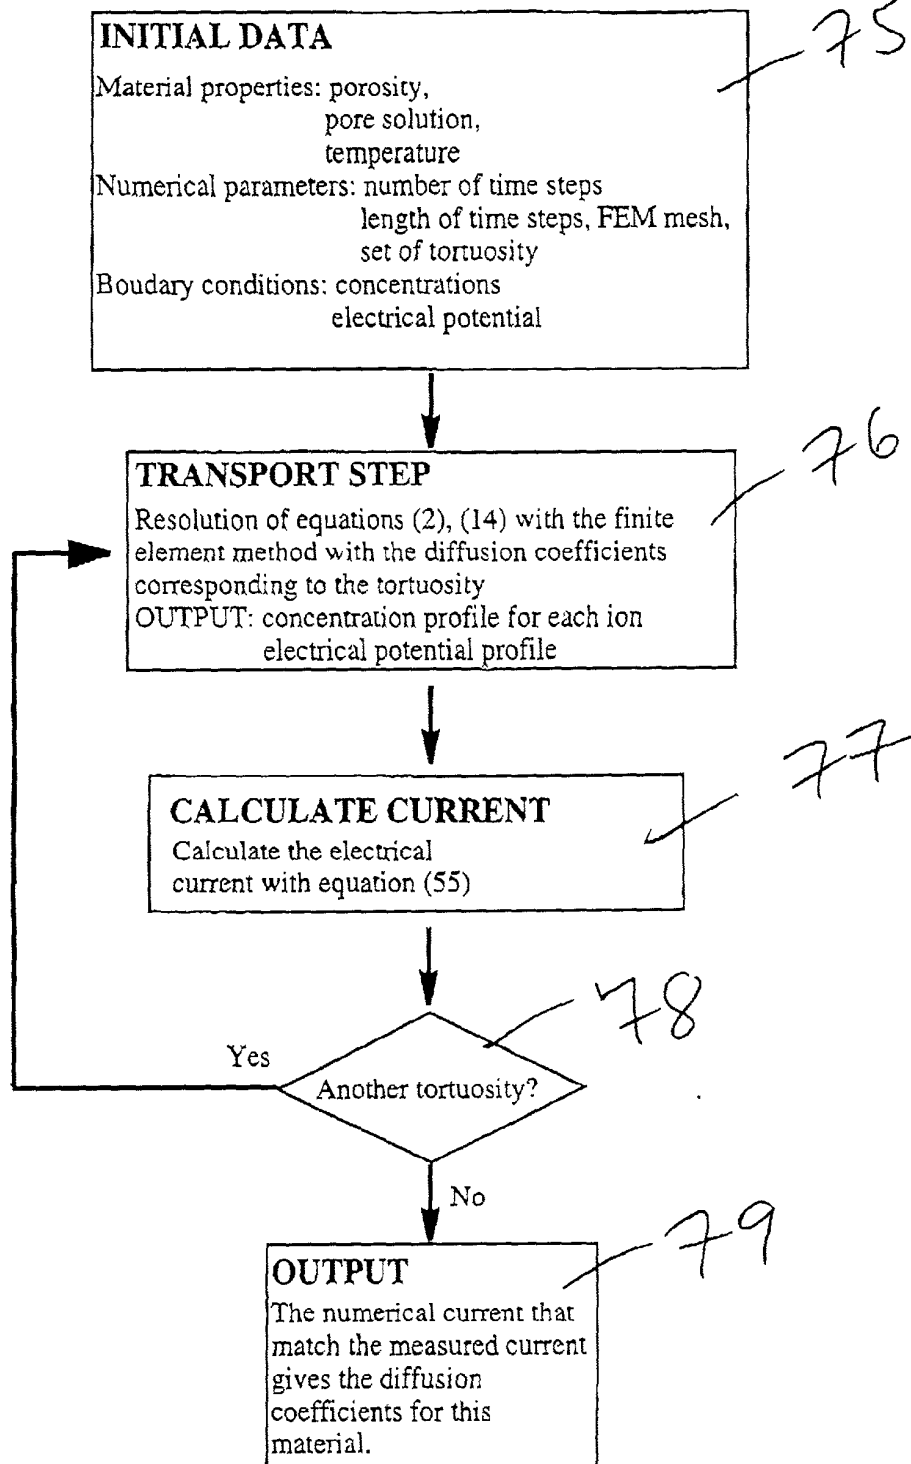 INITIAL DATA
75
Material properties: porosity,
pore solution,
temperature
Numerical parameters: number of time steps
length of time steps, FEM mesh,
set of tortuosity
Boudary conditions: concentrations
electrical potential
76
TRANSPORT STEP
Resolution of equations (2), (14) with the finite
element method with the diffusion coefficients
corresponding to the tortuosity
OUTPUT: concentration profile for each ion
electrical potential profile
77
CALCULATE CURRENT
Calculate the electrical
current with equation (55)
78
Yes
Another tortuosity?
No
79
OUTPUT
The numerical current that
match the measured current
gives the diffusion
coefficients for this
material.